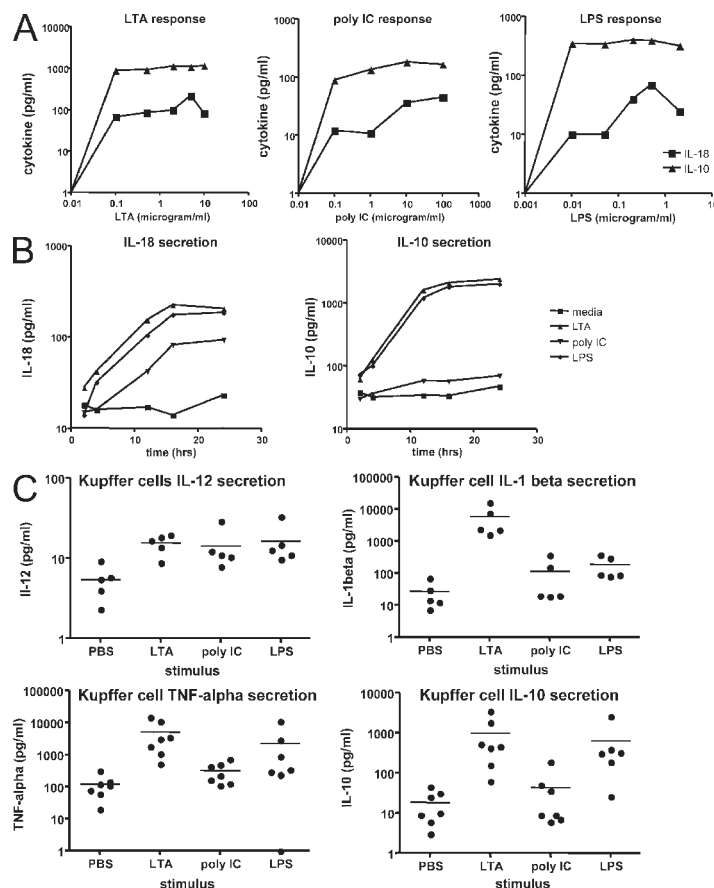 A
LTA response
poly IC response
LPS response
cytokine (pg/ml)
10000
1000
100
10
1
0.01
0.1
1
10
100
LTA (microgram/ml)
cytokine (pg/ml)
1000
100
10
1
0.01
0.1
1
10
100
1000
poly IC (microgram/ml)
cytokine (pg/ml)
1000
100
10
1
0.001
0.01
0.1
1
LPS (microgram/ml)
IL-18
IL-10
B
IL-18 secretion
IL-10 secretion
IL-18 (pg/ml)
1000
100
10
0
10
20
30
time (hrs)
IL-10 (pg/ml)
10000
1000
100
10
0
10
20
30
time (hrs)
media
LTA
poly IC
LPS
C
Kupffer cells IL-12 secretion
Il-12 (pg/ml)
100
10
1
PBS
LTA
poly IC
LPS
stimulus
Kupffer cell IL-1 beta secretion
IL-1beta (pg/ml)
100000
10000
1000
100
10
1
PBS
LTA
poly IC
LPS
stimulus
Kupffer cell TNF-alpha secretion
TNF-alpha (pg/ml)
100000
10000
1000
100
10
1
PBS
LTA
poly IC
LPS
stimulus
Kupffer cell IL-10 secretion
IL-10 (pg/ml)
10000
1000
100
10
1
PBS
LTA
poly IC
LPS
stimulus